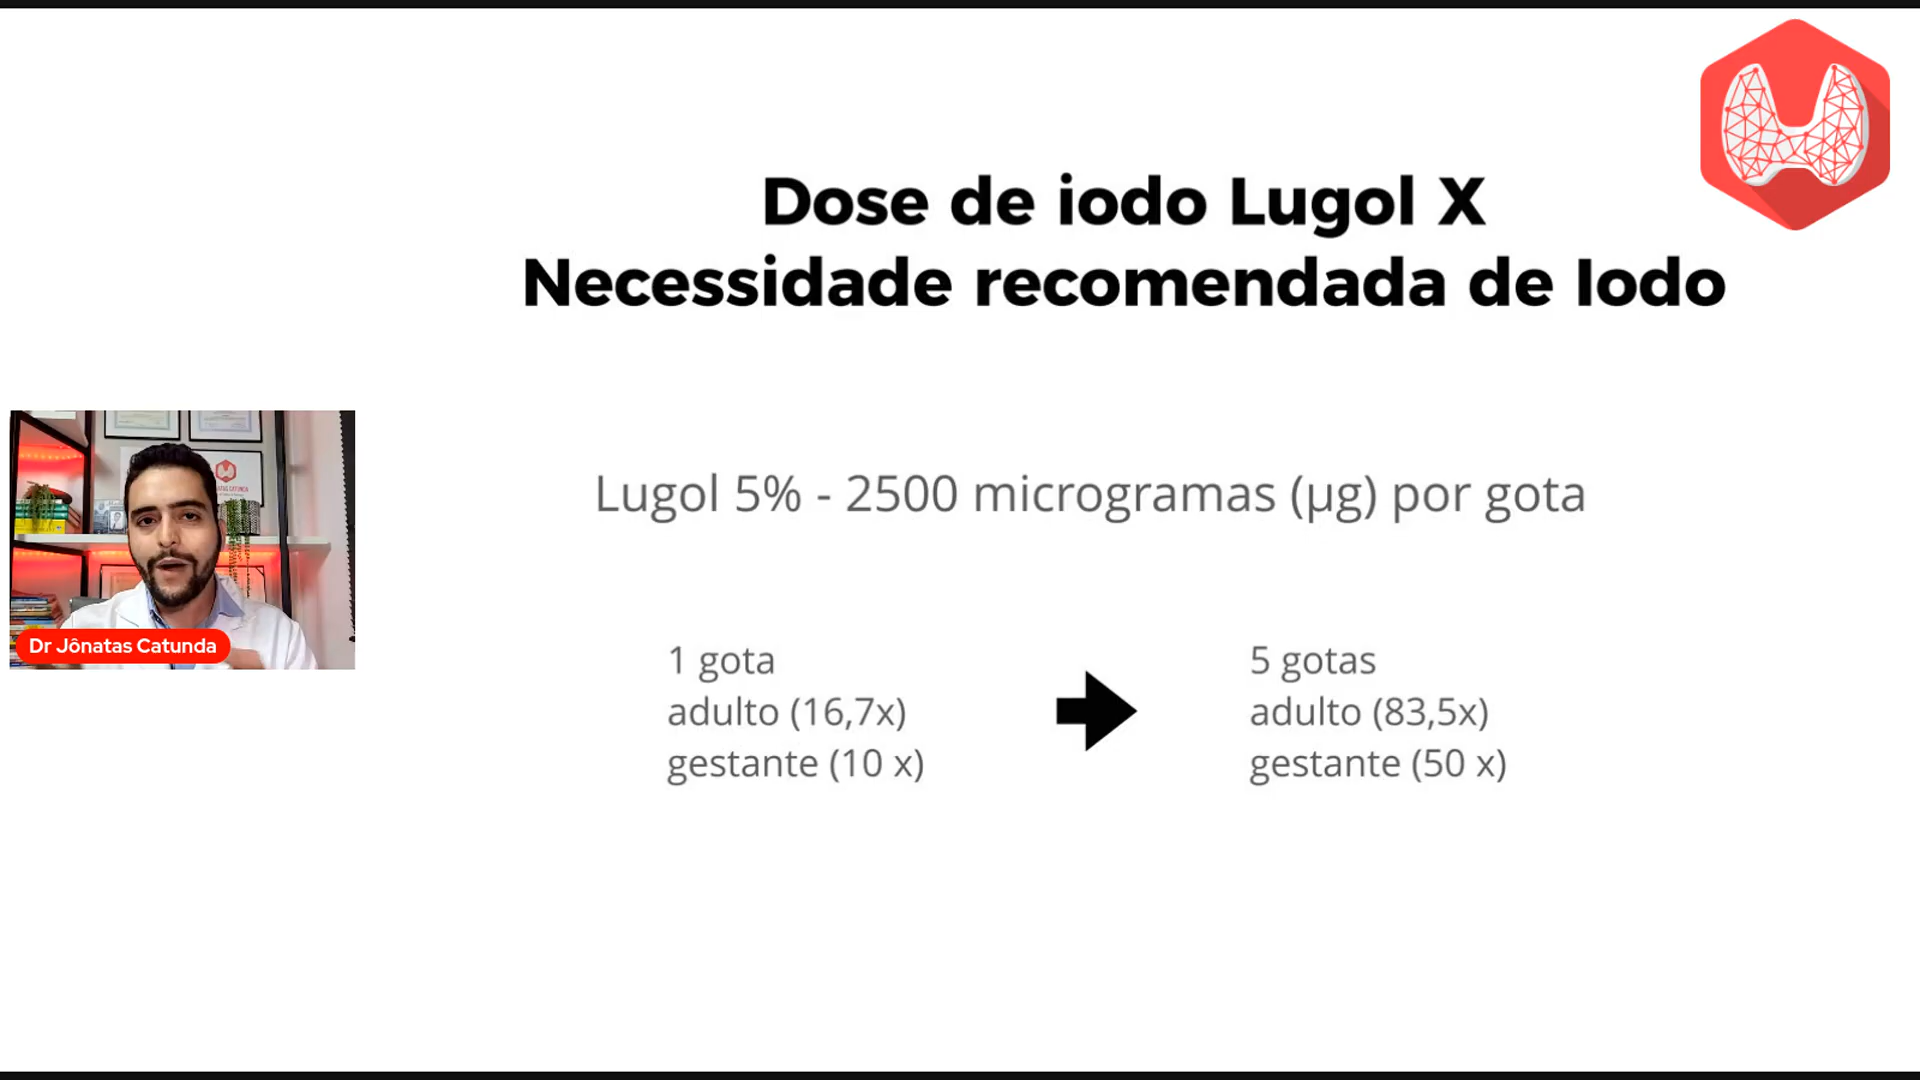 Dose de iodo Lugol X
Necessidade recomendada de Iodo
Lugol 5% - 2500 microgramas (µg) por gota
1 gota
adulto (16,7x)
gestante (10 x)
5 gotas
adulto (83,5x)
gestante (50 x)
Dr Jônatas Catunda